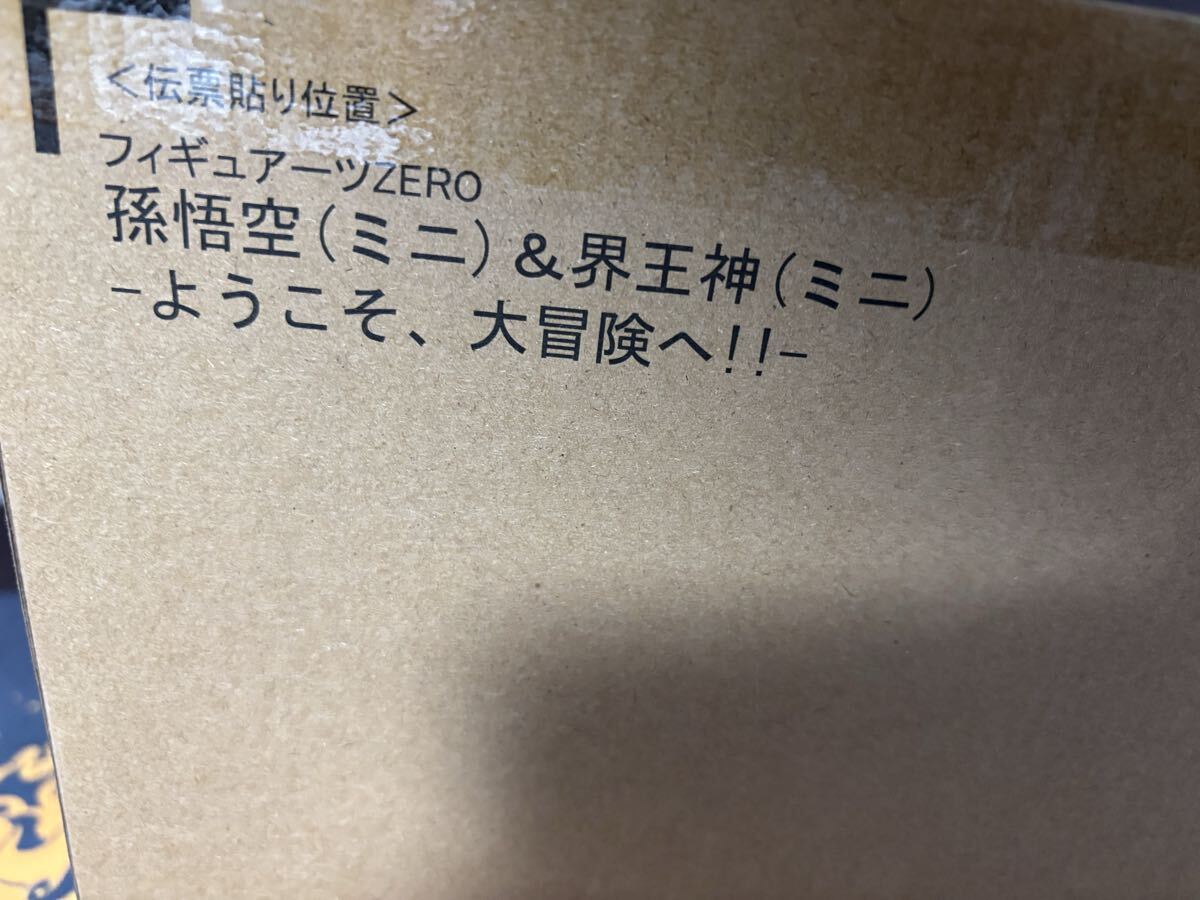 ＜伝票貼り位置＞
フィギュアーツZERO
孫悟空(ミニ)＆界王神(ミニ)
-ようこそ、大冒険へ!!-